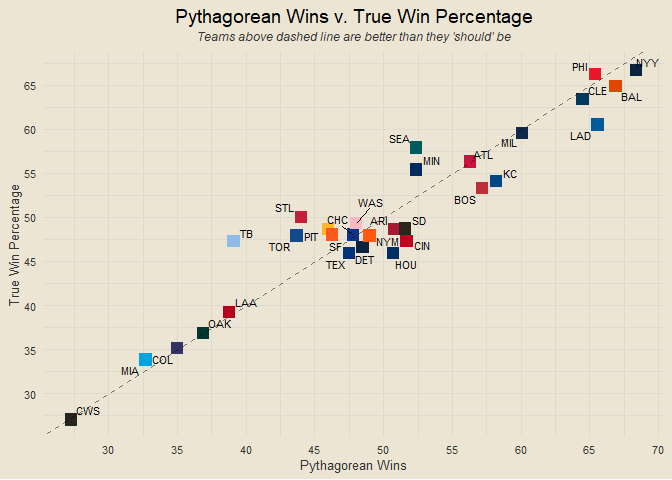 Pythagorean Wins v. True Win Percentage
Teams above dashed line are better than they 'should' be
True Win Percentage
65
60
55
50
45
40
35
30
PHI
NYY
CLE
BAL
LAD
MIL
SEA
MIN
ATL
KC
BOS
STL
WAS
CHC
ARI
SD
TB
TOR
PIT
SF
NYM
CIN
TEX
DET
HOU
LAA
OAK
COL
MIA
CWS
30
35
40
45
50
55
60
65
70
Pythagorean Wins